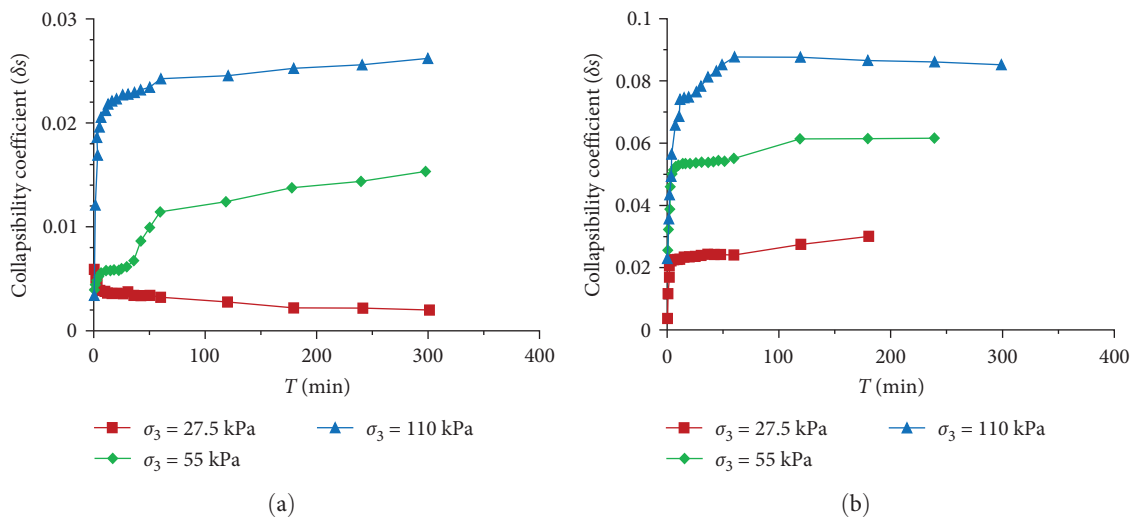 Collapsibility coefficient (δs)
0.03
0.02
0.01
0
0 100 200 300 400
T (min)
σ3 = 27.5 kPa
σ3 = 110 kPa
σ3 = 55 kPa
(a)
Collapsibility coefficient (δs)
0.1
0.08
0.06
0.04
0.02
0
0 100 200 300 400
T (min)
σ3 = 27.5 kPa
σ3 = 110 kPa
σ3 = 55 kPa
(b)